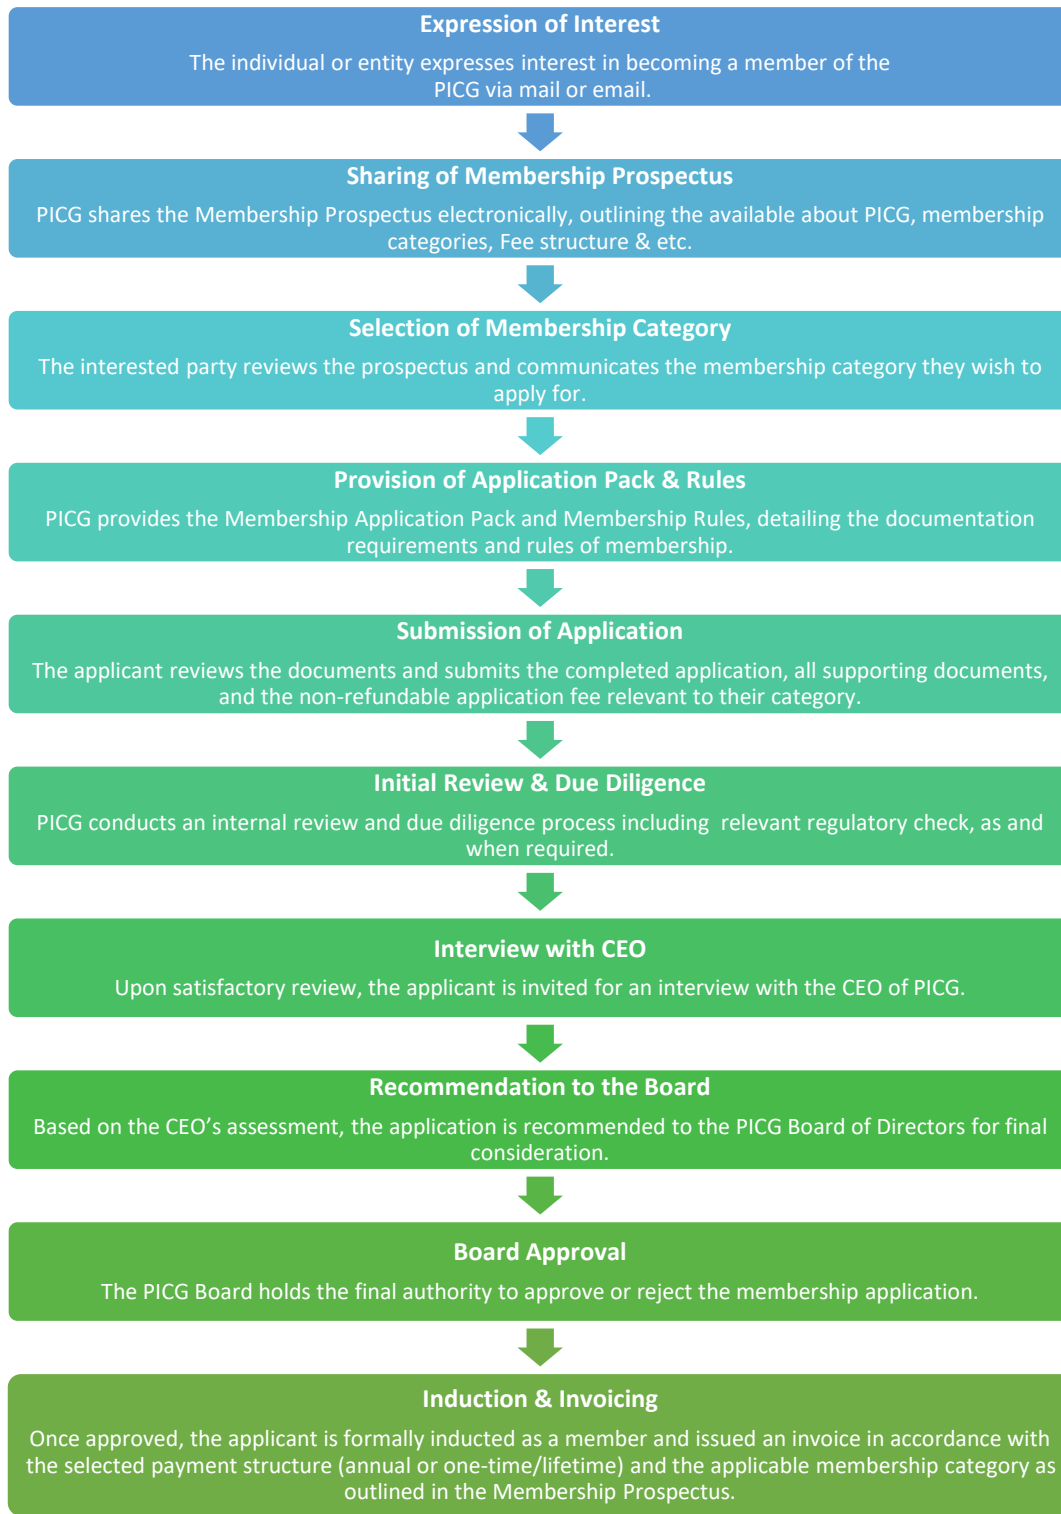 Expression of Interest
The individual or entity expresses interest in becoming a member of the
PICG via mail or email.
Sharing of Membership Prospectus
PICG shares the Membership Prospectus electronically, outlining the available about PICG, membership
categories, Fee structure & etc.
Selection of Membership Category
The interested party reviews the prospectus and communicates the membership category they wish to
apply for.
Provision of Application Pack & Rules
PICG provides the Membership Application Pack and Membership Rules, detailing the documentation
requirements and rules of membership.
Submission of Application
The applicant reviews the documents and submits the completed application, all supporting documents,
and the non-refundable application fee relevant to their category.
Initial Review & Due Diligence
PICG conducts an internal review and due diligence process including  relevant regulatory check, as and
when required.
Interview with CEO
Upon satisfactory review, the applicant is invited for an interview with the CEO of PICG.
Recommendation to the Board
Based on the CEO’s assessment, the application is recommended to the PICG Board of Directors for final
consideration.
Board Approval
The PICG Board holds the final authority to approve or reject the membership application.
Induction & Invoicing
Once approved, the applicant is formally inducted as a member and issued an invoice in accordance with
the selected payment structure (annual or one-time/lifetime) and the applicable membership category as
outlined in the Membership Prospectus.